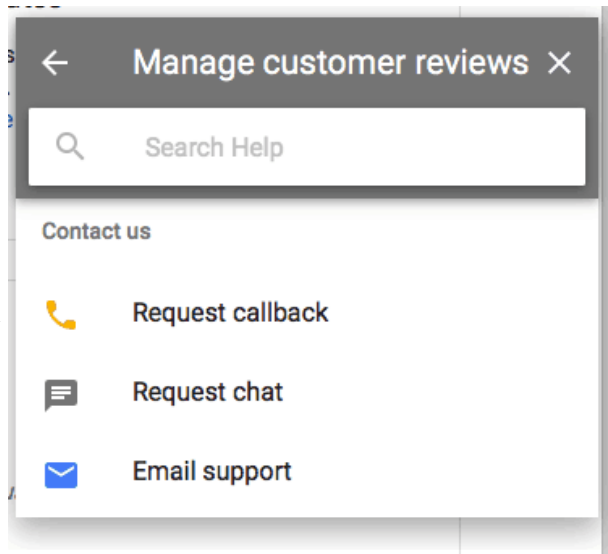 Manage customer reviews
Search Help
Contact us
Request callback
Request chat
Email support